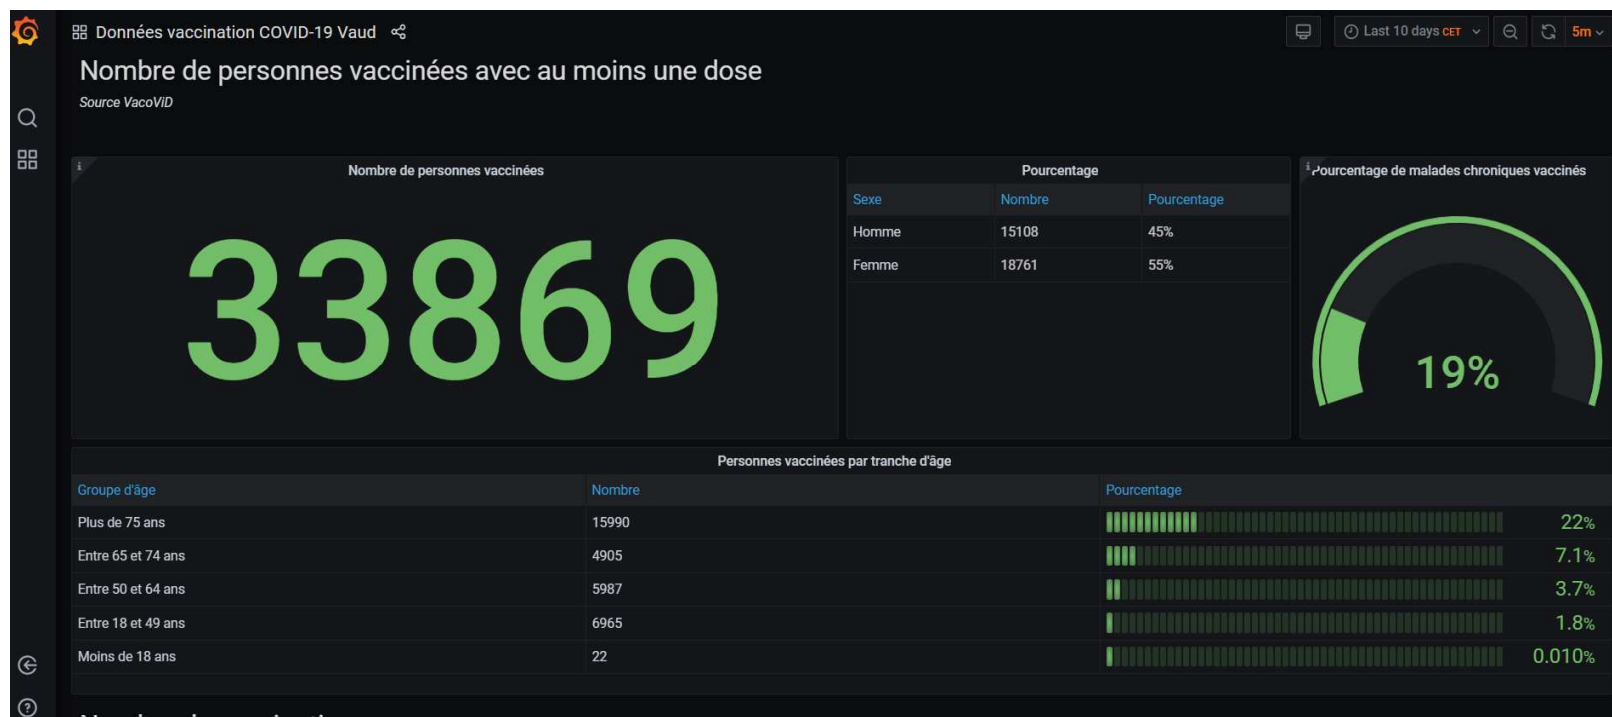 Données vaccination COVID-19 Vaud
Last 10 days CET
5m
Nombre de personnes vaccinées avec au moins une dose
Source VacoViD
Nombre de personnes vaccinées
33869
Pourcentage
Sexe Nombre Pourcentage
Homme 15108 45%
Femme 18761 55%
Pourcentage de malades chroniques vaccinés
19%
Personnes vaccinées par tranche d'âge
Groupe d'âge Nombre Pourcentage
Plus de 75 ans 15990 22%
Entre 65 et 74 ans 4905 7.1%
Entre 50 et 64 ans 5987 3.7%
Entre 18 et 49 ans 6965 1.8%
Moins de 18 ans 22 0.010%